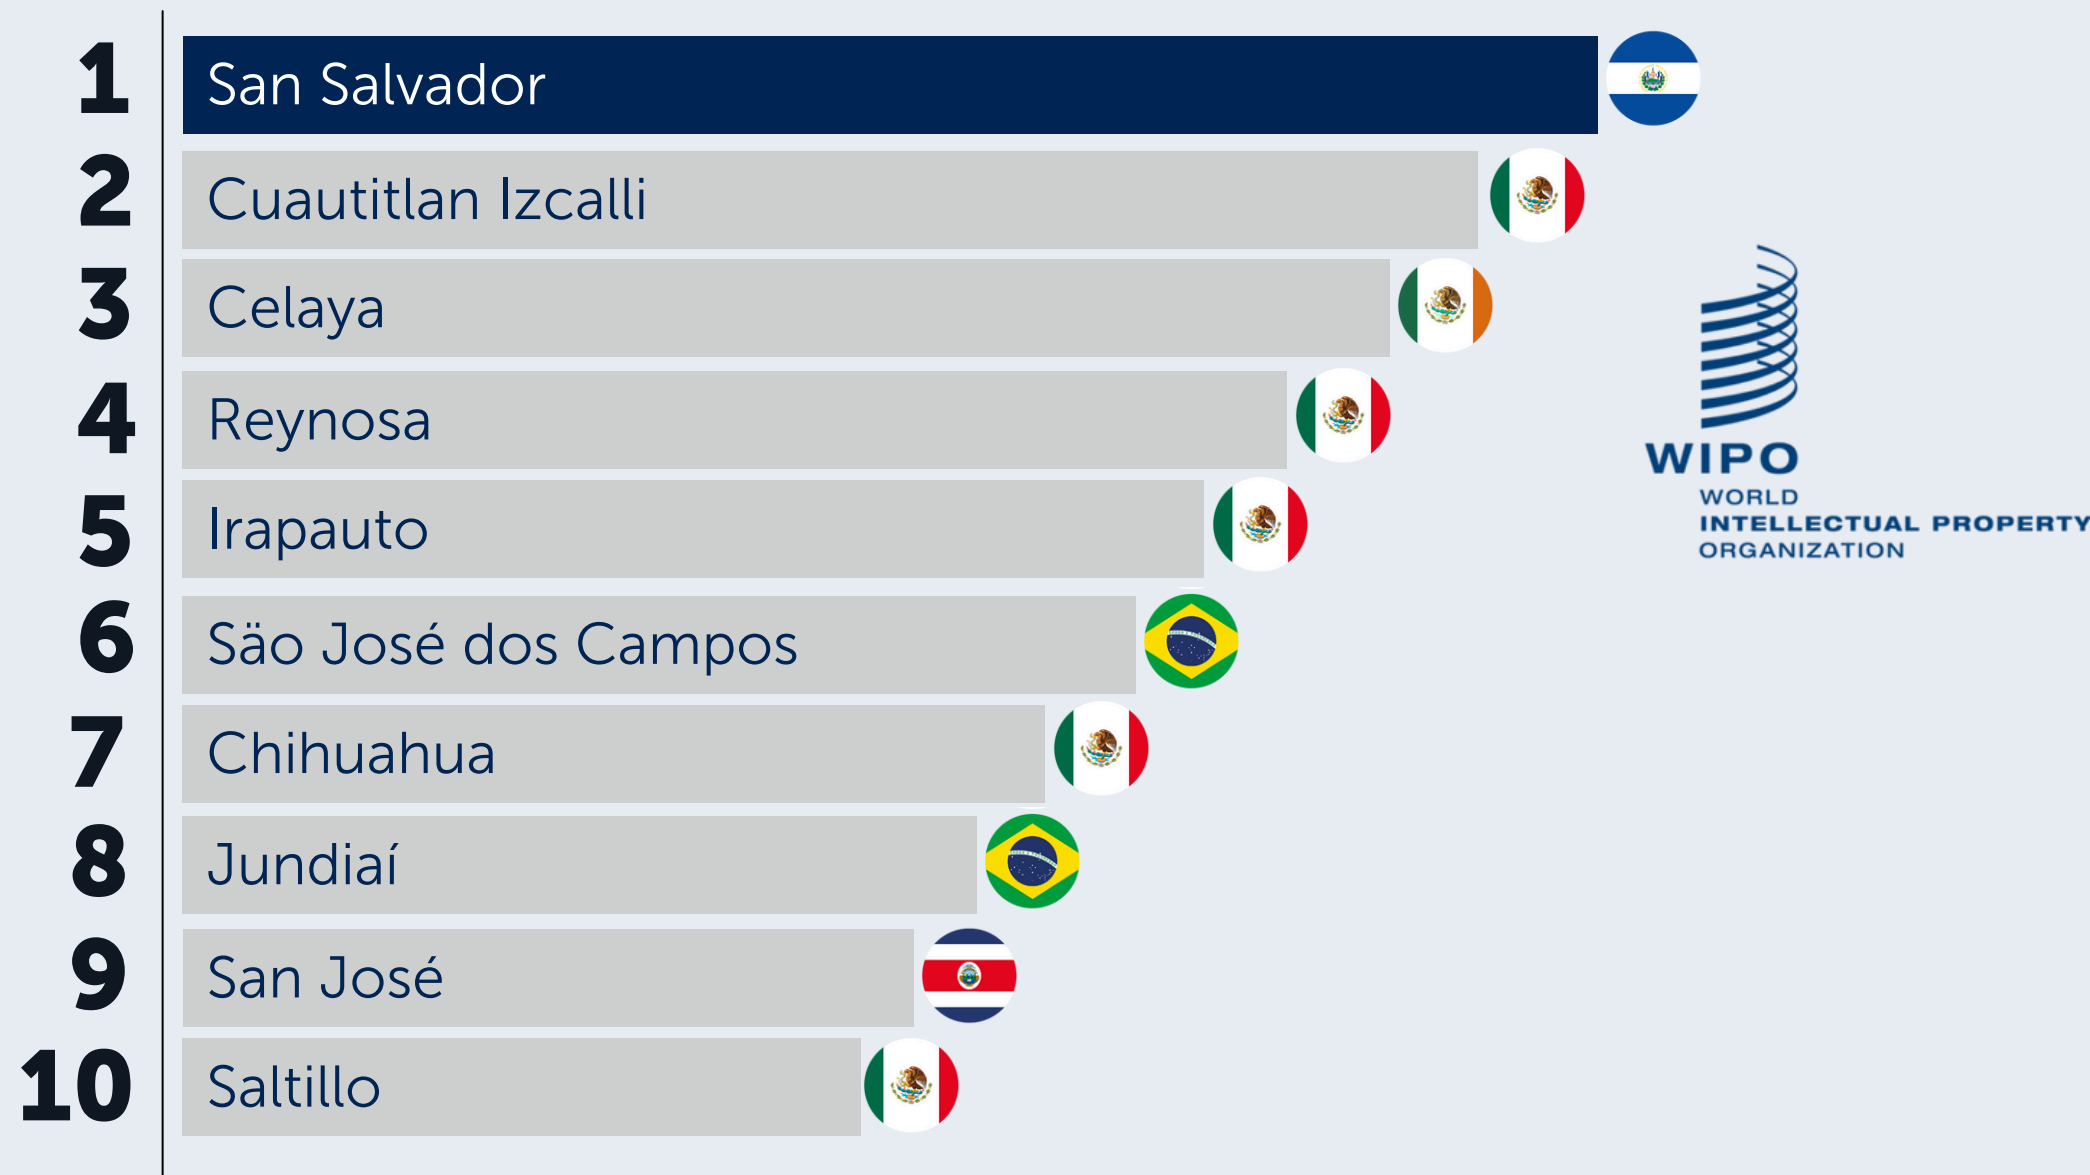 1 San Salvador
2 Cuautitlan Izcalli
3 Celaya
4 Reynosa
5 Irapauto
6 Säo José dos Campos
7 Chihuahua
8 Jundiaí
9 San José
10 Saltillo
WIPO
WORLD
INTELLECTUAL PROPERTY
ORGANIZATION